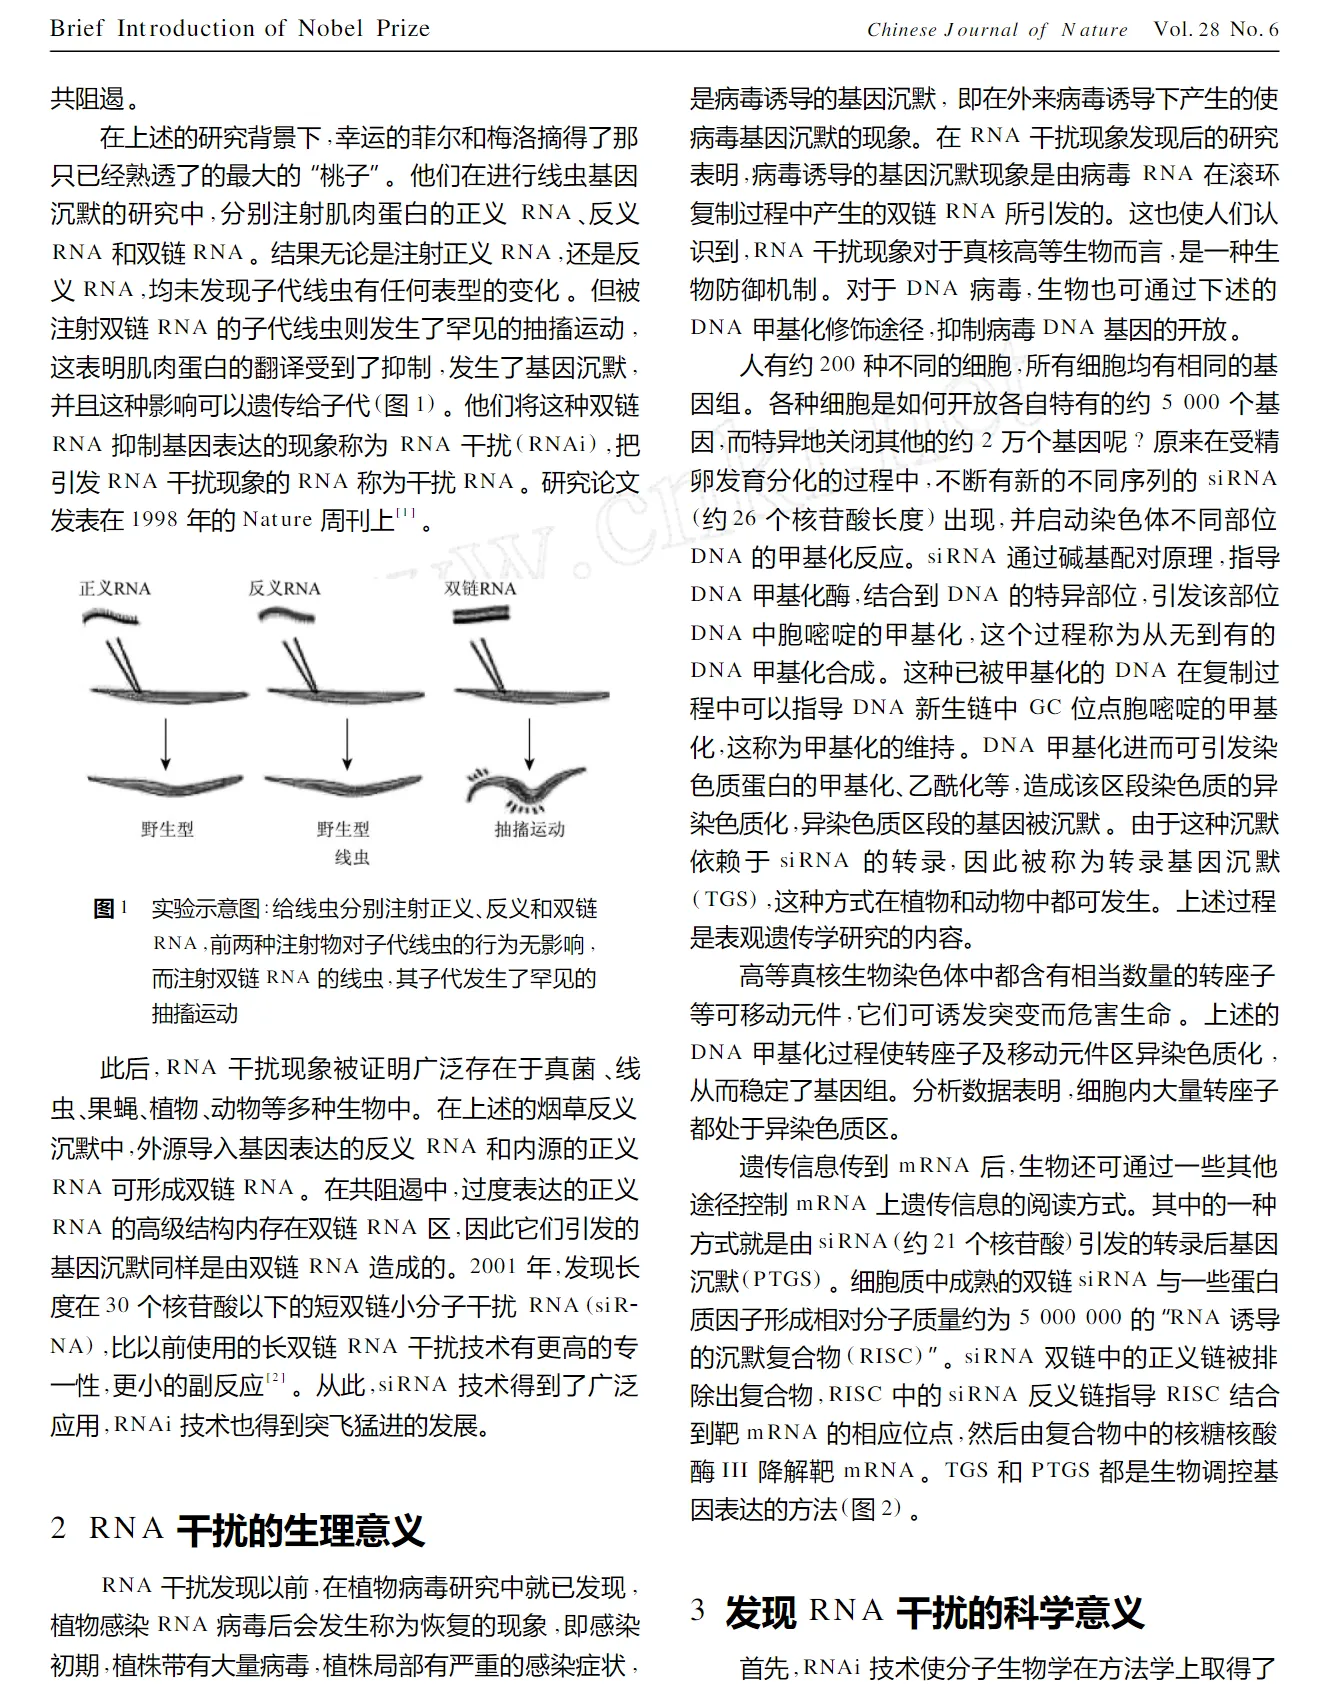 Brief Introduction of Nobel Prize
Chinese Journal of Nature Vol. 28 No. 6
共阻遏。
在上述的研究背景下,幸运的菲尔和梅洛摘得了那
只已经熟透了的最大的“桃子”。他们在进行线虫基因
沉默的研究中,分别注射肌肉蛋白的正义 RNA、反义
RNA 和双链 RNA。结果无论是注射正义 RNA,还是反
义 RNA,均未发现子代线虫有任何表型的变化。但被
注射双链 RNA 的子代线虫则发生了罕见的抽搐运动,
这表明肌肉蛋白的翻译受到了抑制,发生了基因沉默,
并且这种影响可以遗传给子代(图 1)。他们将这种双链
RNA 抑制基因表达的现象称为 RNA 干扰(RNAi),把
引发 RNA 干扰现象的 RNA 称为干扰 RNA。研究论文
发表在 1998 年的 Nature 周刊上[1]。
正义RNA 反义RNA 双链RNA
野生型 野生型 抽搐运动
线虫
图 1 实验示意图:给线虫分别注射正义、反义和双链
RNA,前两种注射物对子代线虫的行为无影响,
而注射双链 RNA 的线虫,其子代发生了罕见的
抽搐运动
此后,RNA 干扰现象被证明广泛存在于真菌、线
虫、果蝇、植物、动物等多种生物中。在上述的烟草反义
沉默中,外源导入基因表达的反义 RNA 和内源的正义
RNA 可形成双链 RNA。在共阻遏中,过度表达的正义
RNA 的高级结构内存在双链 RNA 区,因此它们引发的
基因沉默同样是由双链 RNA 造成的。2001 年,发现长
度在 30 个核苷酸以下的短双链小分子干扰 RNA(siR-
NA),比以前使用的长双链 RNA 干扰技术有更高的专
一性,更小的副反应[2]。从此,siRNA 技术得到了广泛
应用,RNAi 技术也得到突飞猛进的发展。
2 RNA 干扰的生理意义
RNA 干扰发现以前,在植物病毒研究中就已发现,
植物感染 RNA 病毒后会发生称为恢复的现象,即感染
初期,植株带有大量病毒,植株局部有严重的感染症状,
是病毒诱导的基因沉默,即在外来病毒诱导下产生的使
病毒基因沉默的现象。在 RNA 干扰现象发现后的研究
表明,病毒诱导的基因沉默现象是由病毒 RNA 在滚环
复制过程中产生的双链 RNA 所引发的。这也使人们认
识到,RNA 干扰现象对于真核高等生物而言,是一种生
物防御机制。对于 DNA 病毒,生物也可通过下述的
DNA 甲基化修饰途径,抑制病毒 DNA 基因的开放。
人有约 200 种不同的细胞,所有细胞均有相同的基
因组。各种细胞是如何开放各自特有的约 5 000 个基
因,而特异地关闭其他的约 2 万个基因呢?原来在受精
卵发育分化的过程中,不断有新的不同序列的 siRNA
(约 26 个核苷酸长度)出现,并启动染色体不同部位
DNA 的甲基化反应。siRNA 通过碱基配对原理,指导
DNA 甲基化酶,结合到 DNA 的特异部位,引发该部位
DNA 中胞嘧啶的甲基化,这个过程称为从无到有的
DNA 甲基化合成。这种已被甲基化的 DNA 在复制过
程中可以指导 DNA 新生链中 GC 位点胞嘧啶的甲基
化,这称为甲基化的维持。DNA 甲基化进而可引发染
色质蛋白的甲基化、乙酰化等,造成该区段染色质的异
染色质化,异染色质区段的基因被沉默。由于这种沉默
依赖于 siRNA 的转录,因此被称为转录基因沉默
(TGS),这种方式在植物和动物中都可发生。上述过程
是表观遗传学研究的内容。
高等真核生物染色体中都含有相当数量的转座子
等可移动元件,它们可诱发突变而危害生命。上述的
DNA 甲基化过程使转座子及移动元件区异染色质化,
从而稳定了基因组。分析数据表明,细胞内大量转座子
都处于异染色质区。
遗传信息传到 mRNA 后,生物还可通过一些其他
途径控制 mRNA 上遗传信息的阅读方式。其中的一种
方式就是由 siRNA(约 21 个核苷酸)引发的转录后基因
沉默(PTGS)。细胞质中成熟的双链 siRNA 与一些蛋白
质因子形成相对分子质量约为 5 000 000 的“RNA 诱导
的沉默复合物(RISC)”。siRNA 双链中的正义链被排
除出复合物,RISC 中的 siRNA 反义链指导 RISC 结合
到靶 mRNA 的相应位点,然后由复合物中的核糖核酸
酶 III 降解靶 mRNA。TGS 和 PTGS 都是生物调控基
因表达的方法(图 2)。
3 发现 RNA 干扰的科学意义
首先,RNAi 技术使分子生物学在方法学上取得了
www.cnki.net